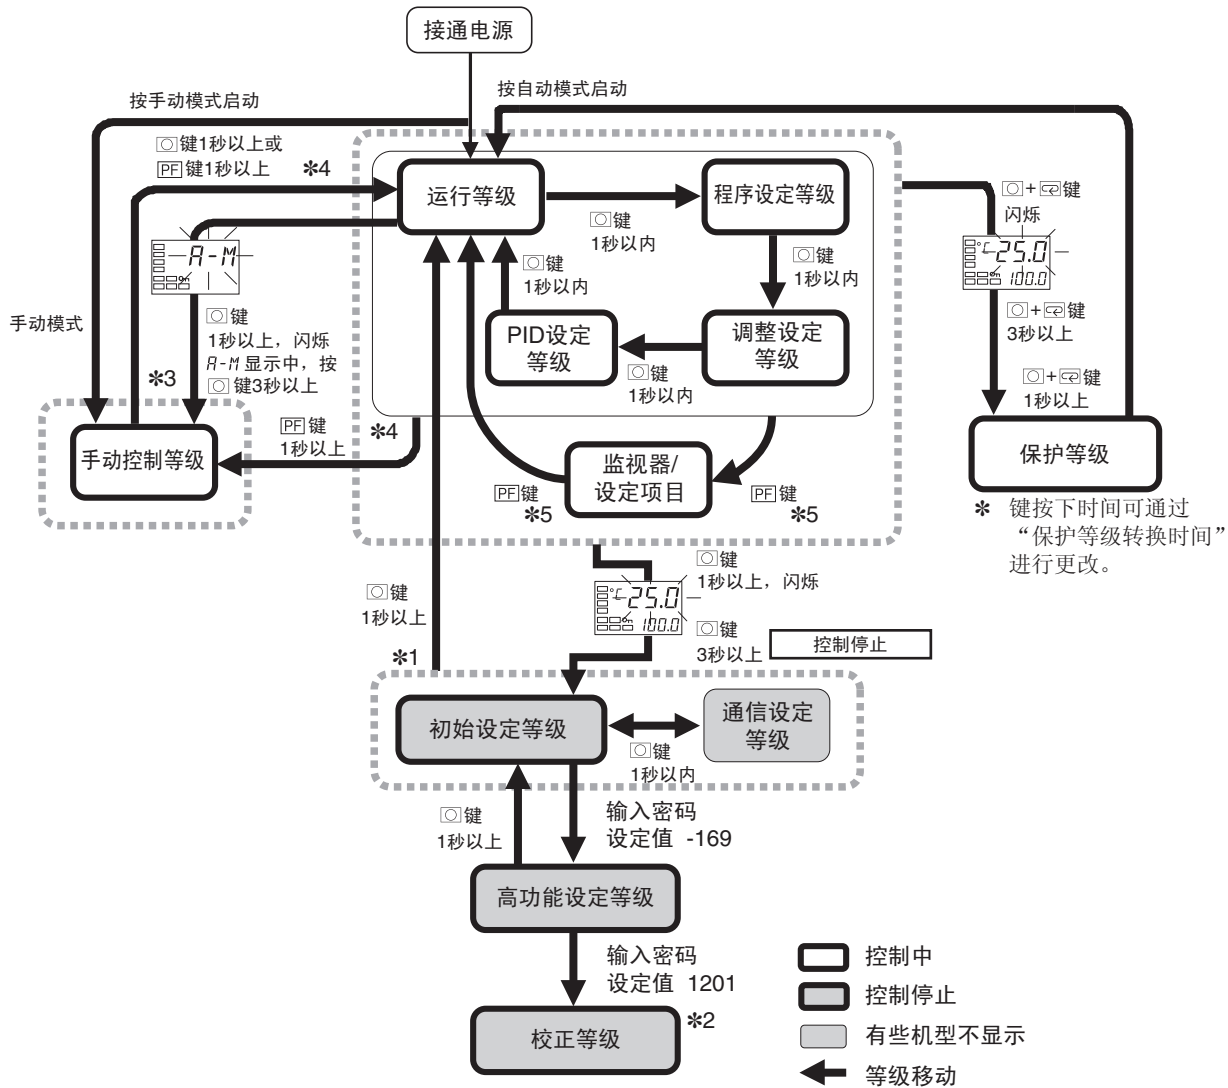 接通电源
按手动模式启动
按自动模式启动
键1秒以上或
PF键1秒以上
*4
运行等级
键
1秒以内
程序设定等级
键
1秒以内
调整设定
等级
键
1秒以内
PID设定
等级
键
1秒以内
A-M
手动模式
键
1秒以上，闪烁
A-M 显示中，按
键3秒以上
*3
手动控制等级
PF键
1秒以上
*4
监视器/
设定项目
PF键
*5
PF键
*5
+ 键
闪烁
°C 25.0
100.0
+ 键
3秒以上
+ 键
1秒以上
保护等级
* 键按下时间可通过
“保护等级转换时间”
进行更改。
键
1秒以上，闪烁
°C 25.0
100.0
键
3秒以上
控制停止
键
1秒以上
*1
初始设定等级
键
1秒以内
通信设定
等级
键
1秒以上
输入密码
设定值 -169
高功能设定等级
输入密码
设定值 1201
校正等级
*2
控制中
控制停止
有些机型不显示
等级移动